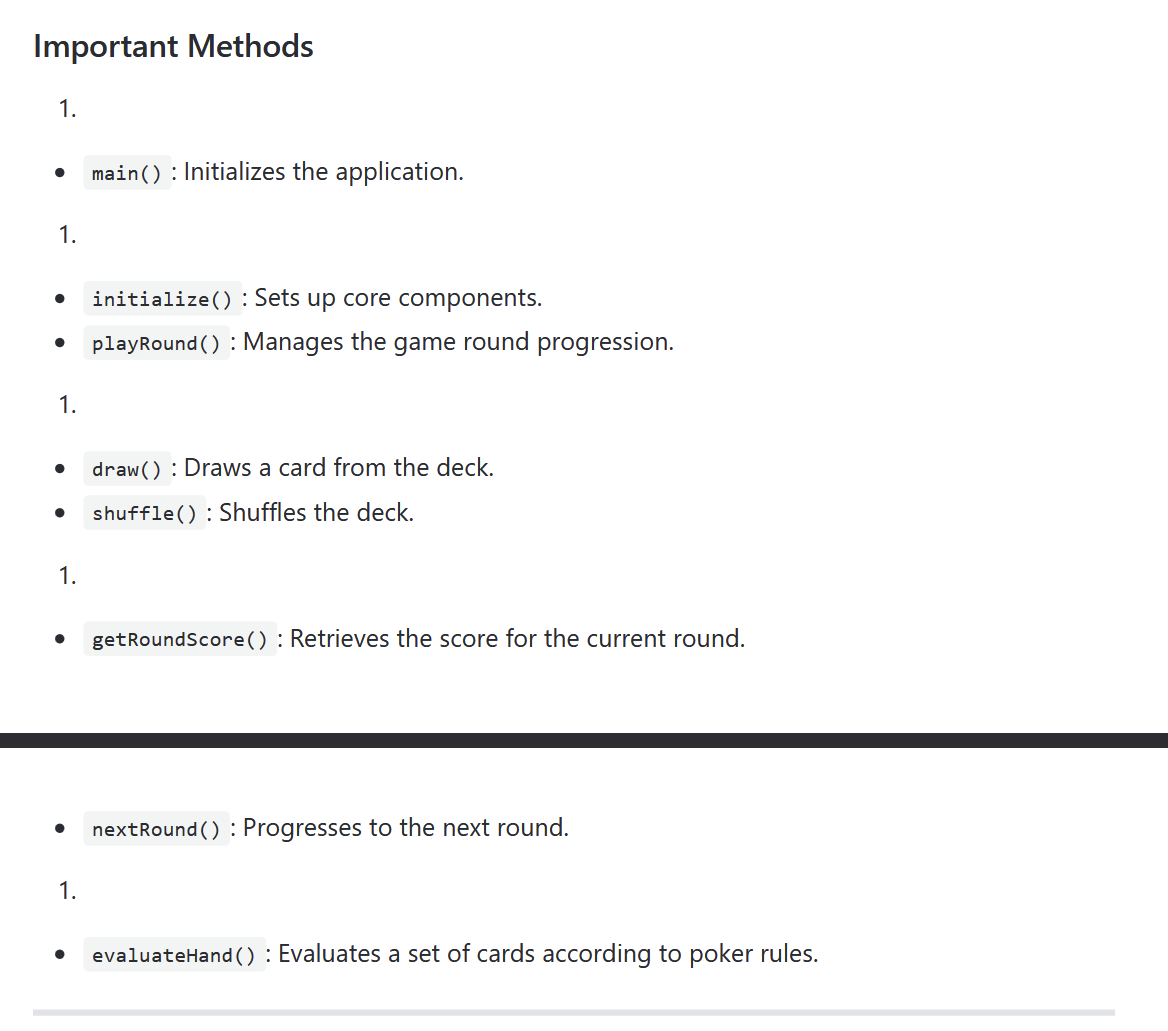 Important Methods
1.
• main() : Initializes the application.
1.
• initialize() : Sets up core components.
• playRound() : Manages the game round progression.
1.
• draw() : Draws a card from the deck.
• shuffle() : Shuffles the deck.
1.
• getRoundScore() : Retrieves the score for the current round.
• nextRound() : Progresses to the next round.
1.
• evaluateHand() : Evaluates a set of cards according to poker rules.